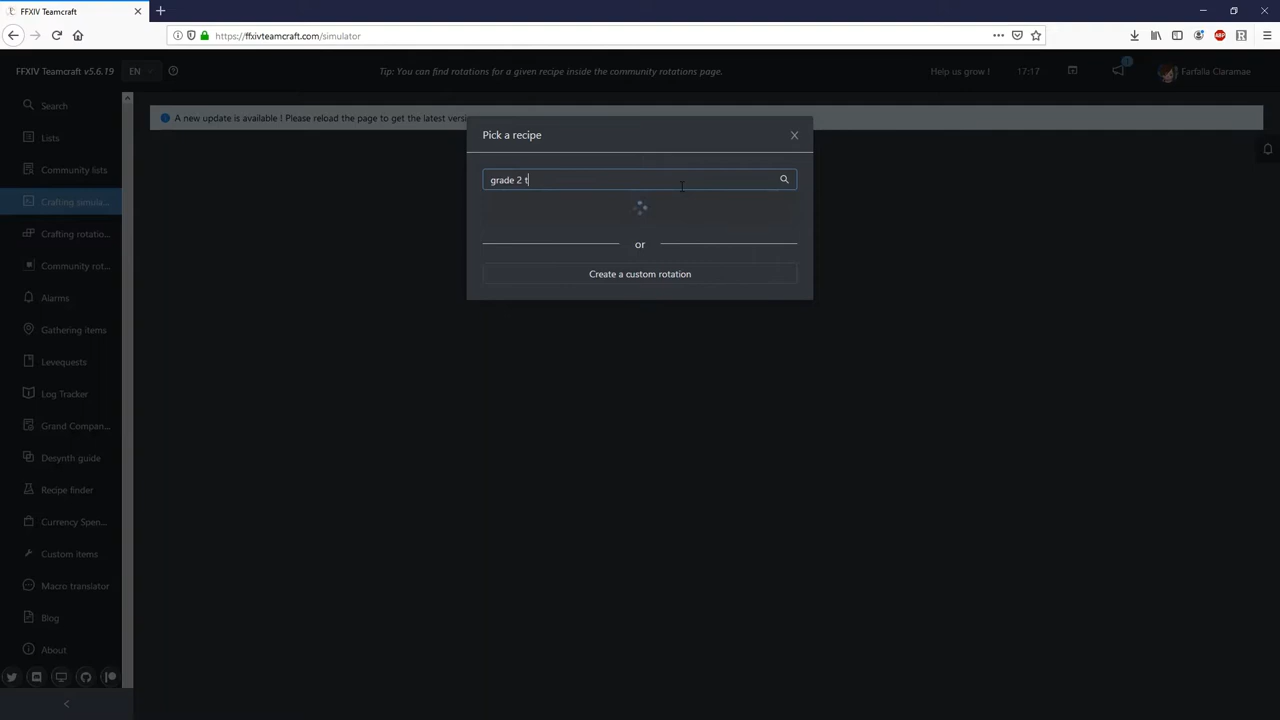 FFXIV Teamcraft
https://ffxivteamcraft.com/simulator
FFXIV Teamcraft v5.6.19
EN
Tip: You can find rotations for a given recipe inside the community rotations page.
Help us grow !
17:17
1
Farfalla Claramae
A new update is available ! Please reload the page to get the latest versi
Search
Lists
Community lists
Crafting simula...
Crafting rotatio...
Community rot...
Alarms
Gathering items
Levequests
Log Tracker
Grand Compan...
Desynth guide
Recipe finder
Currency Spen...
Custom items
Macro translator
Blog
About
Pick a recipe
grade 2 t
or
Create a custom rotation